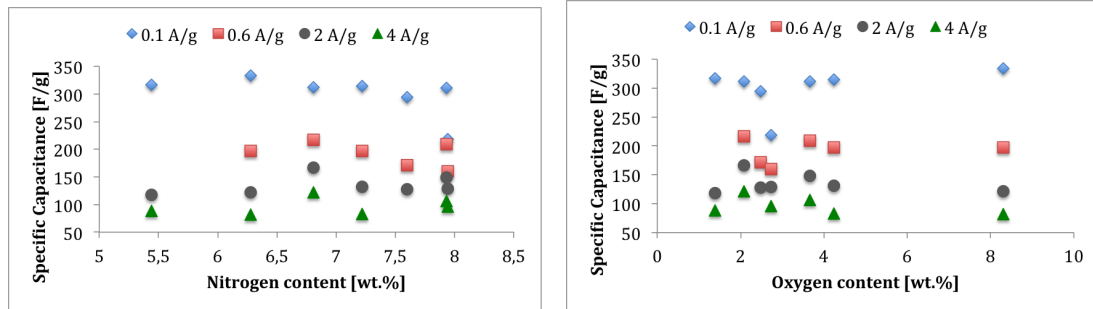 0.1 A/g 0.6 A/g 2 A/g 4 A/g
Specific Capacitance [F/g]
350
300
250
200
150
100
50
5 5,5 6 6,5 7 7,5 8 8,5
Nitrogen content [wt.%]
0.1 A/g 0.6 A/g 2 A/g 4 A/g
Specific Capacitance [F/g]
350
300
250
200
150
100
50
0 2 4 6 8 10
Oxygen content [wt.%]